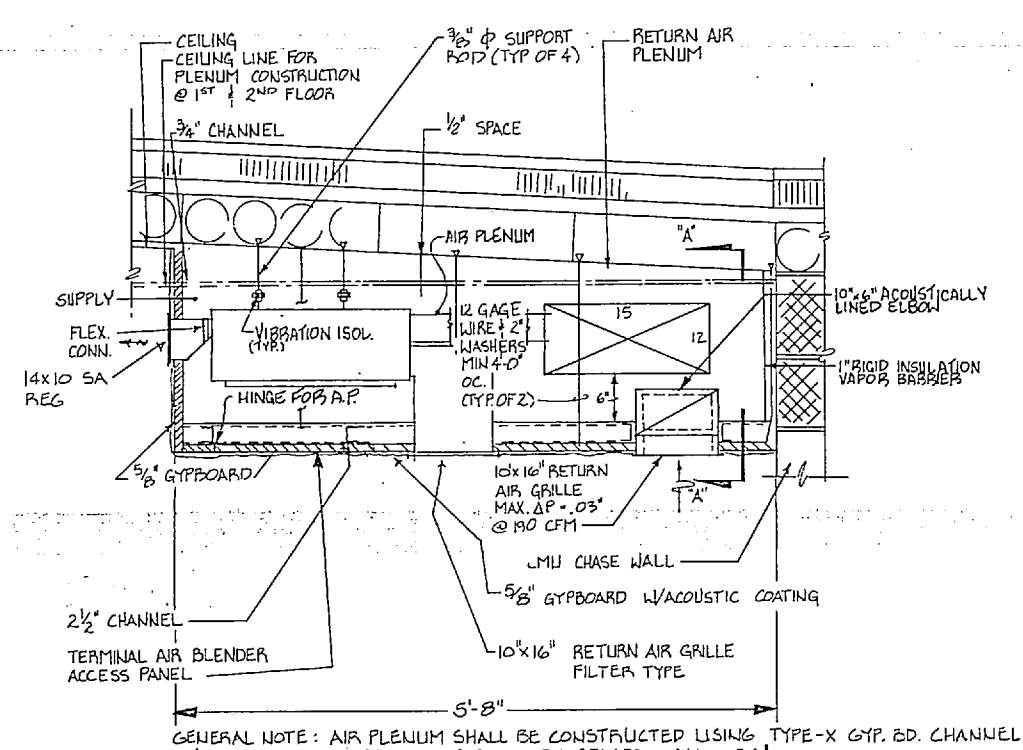 CEILING
CEILING LINE FOR
PLENUM CONSTRUCTION
@ 1ST & 2ND FLOOR
3/4" CHANNEL
3/8" Φ SUPPORT
ROD (TYP OF 4)
RETURN AIR
PLENUM
1/2" SPACE
AIR PLENUM
"A"
SUPPLY
FLEX.
CONN.
14x10 SA
REG
VIBRATION ISOL.
(TYP.)
12 GAGE
WIRE & 2"
WASHERS
MIN 4'-0"
OC.
(TYP. OF 2)
15
12
6"
10"x6" ACOUSTICALLY
LINED ELBOW
1" RIGID INSULATION
VAPOR BARRIER
HINGE FOR A.P.
5/8" GYPBOARD
10"x16" RETURN
AIR GRILLE
MAX. ΔP = .03"
@ 190 CFM
"A"
CMU CHASE WALL
5/8" GYPBOARD W/ACOUSTIC COATING
2 1/2" CHANNEL
TERMINAL AIR BLENDER
ACCESS PANEL
10"x16" RETURN AIR GRILLE
FILTER TYPE
5'-8"
GENERAL NOTE: AIR PLENUM SHALL BE CONSTRUCTED USING TYPE-X GYP. BD. CHANNEL